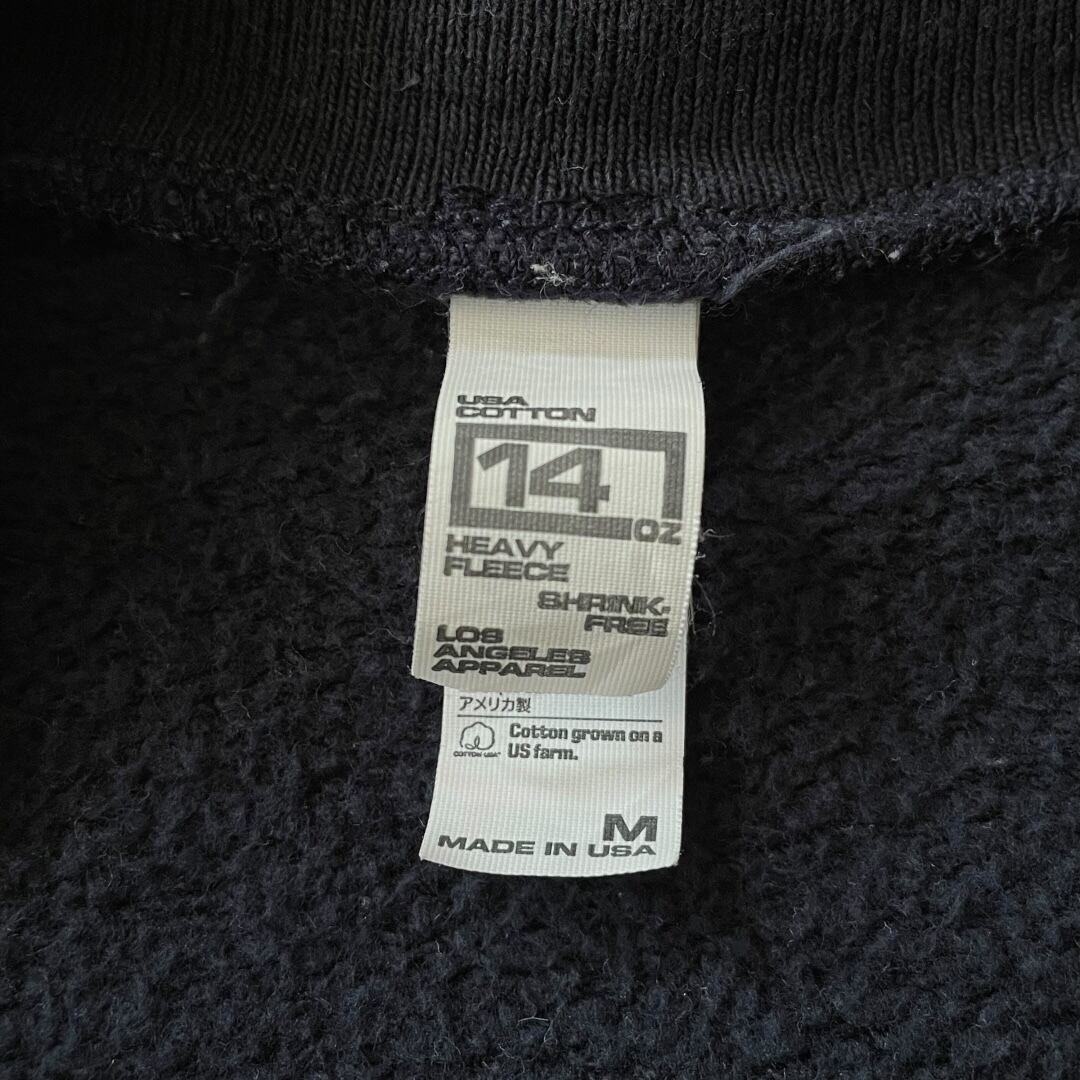 USA
COTTON
14
OZ
HEAVY
FLEECE
SHRINK-
FREE
LOS
ANGELES
APPAREL
アメリカ製
Cotton grown on a
US farm.
COTTON USA™
M
MADE IN USA